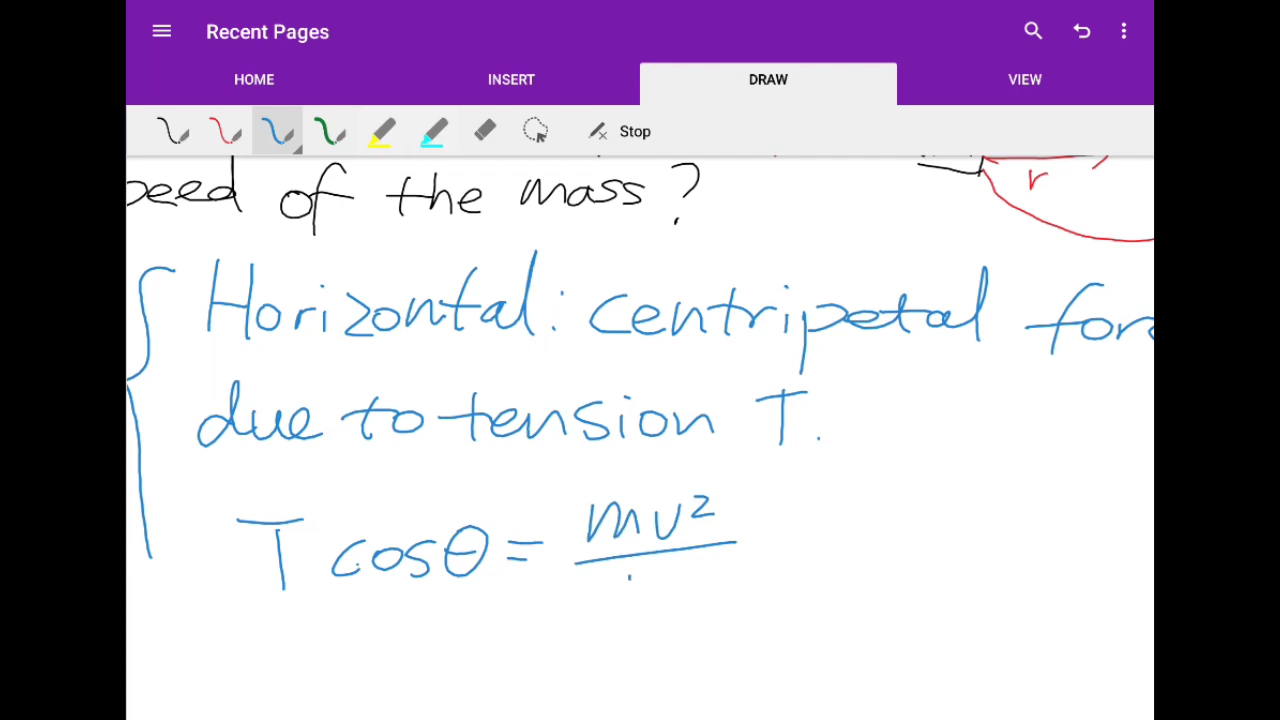 Recent Pages
HOME INSERT DRAW VIEW
Stop
peed of the mass?
r
Horizontal: centripetal for
due to tension T.
T cosθ = mv²